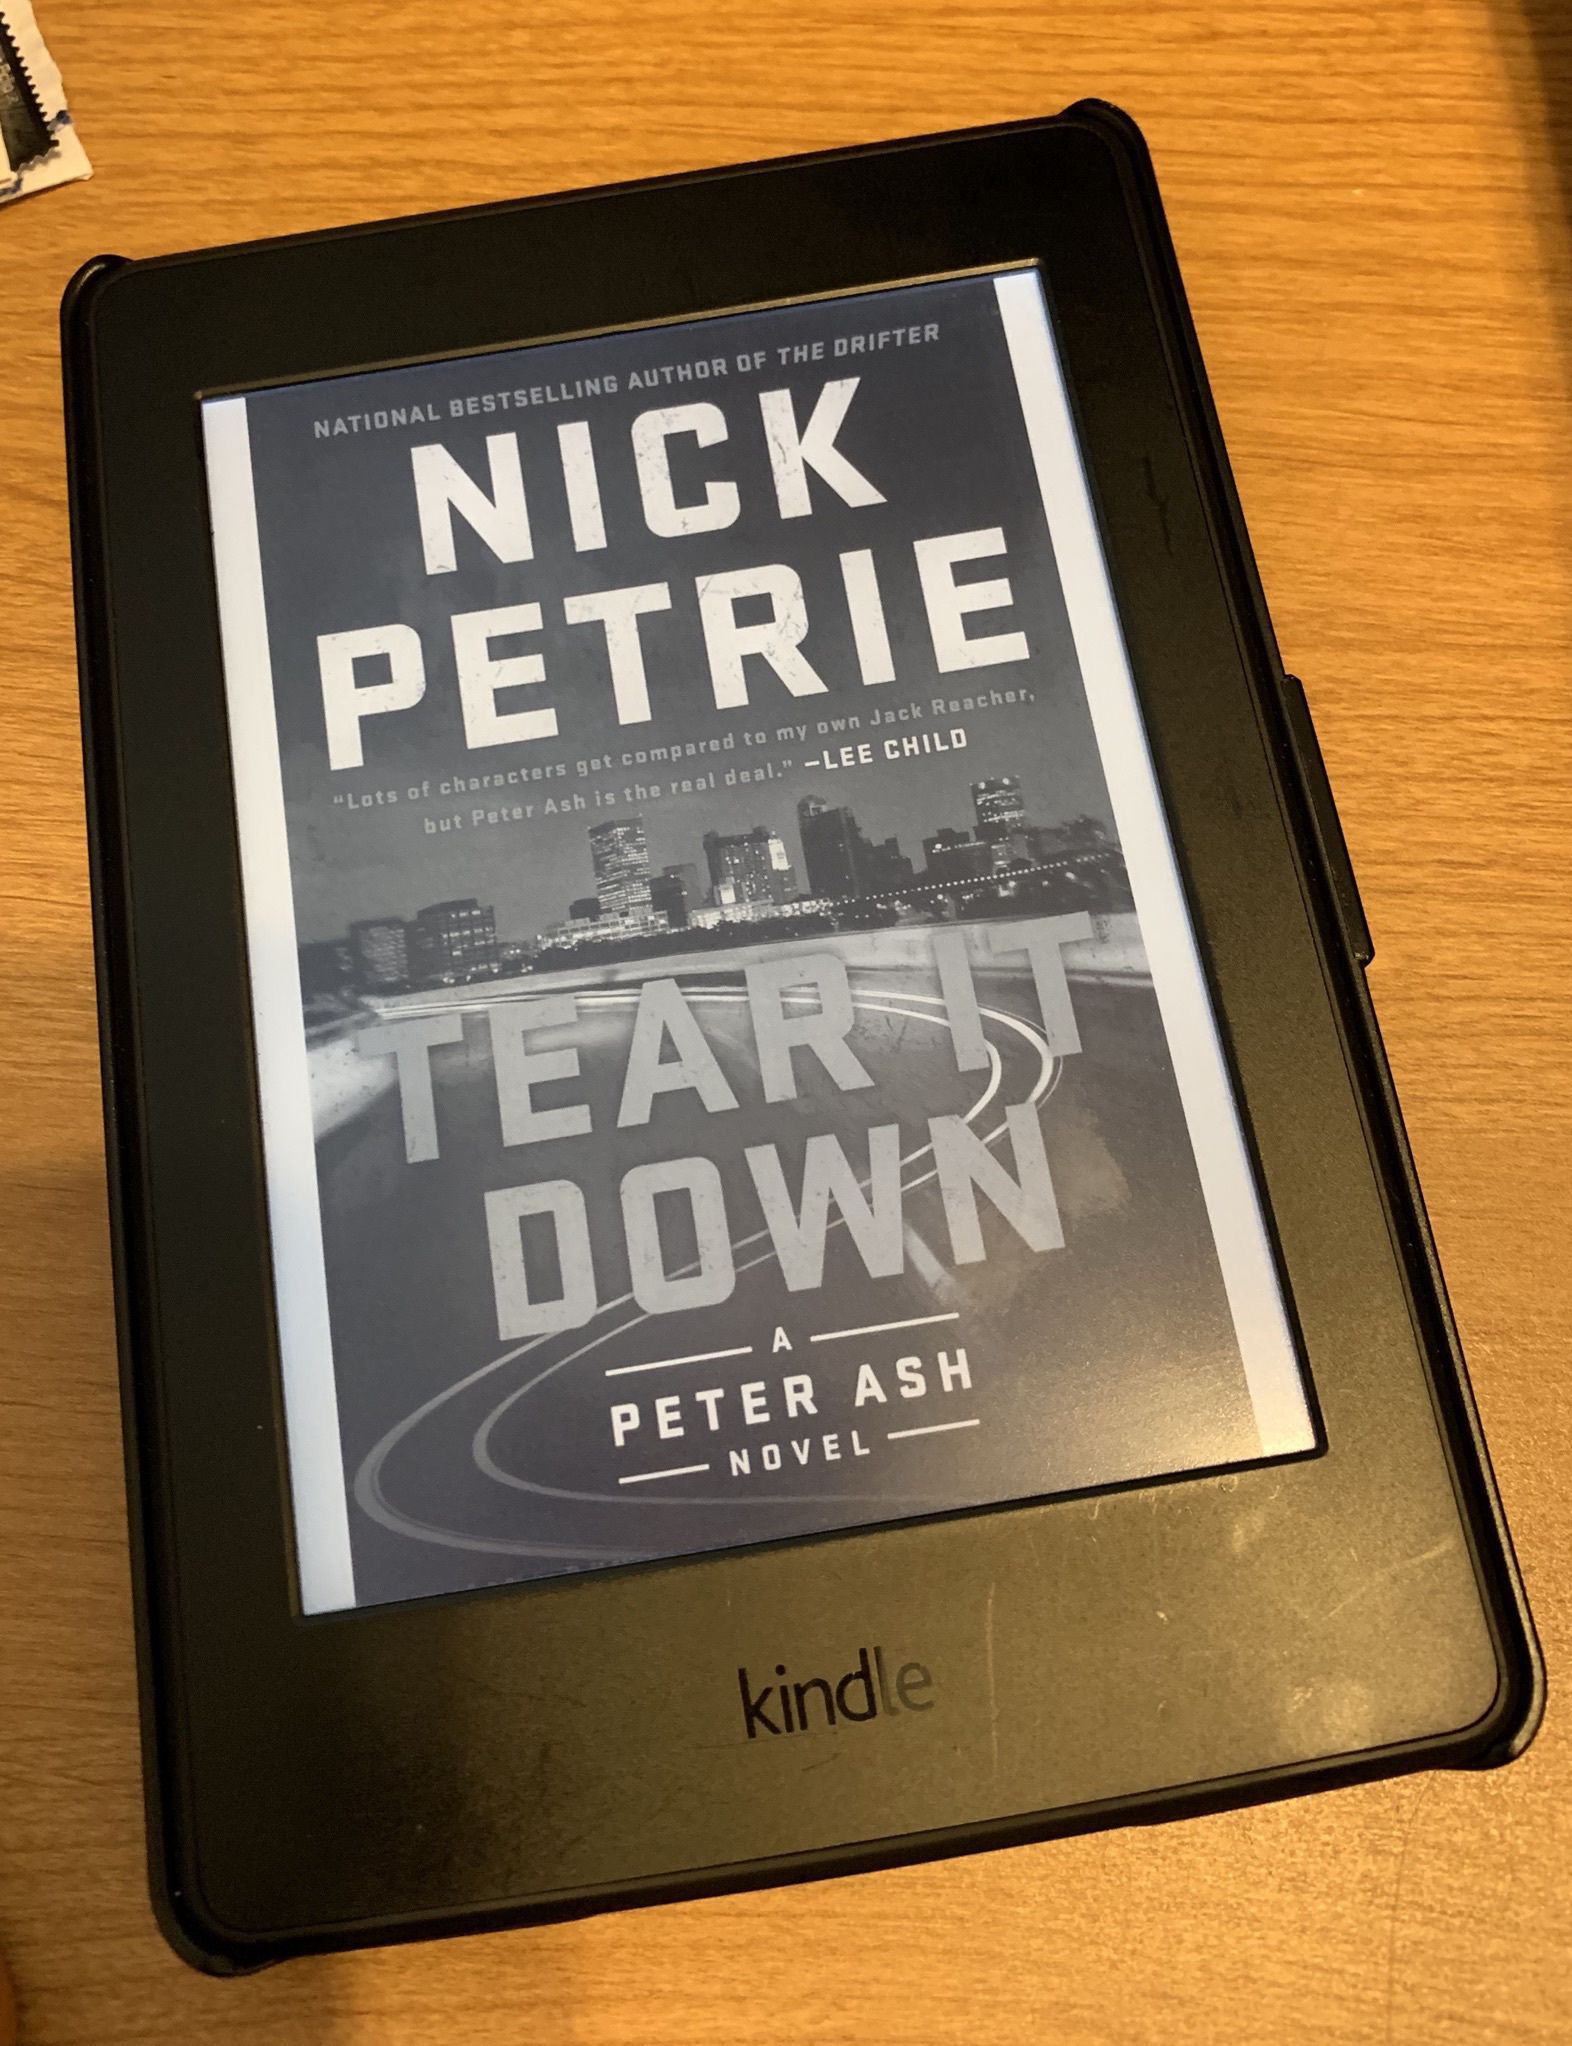 NATIONAL BESTSELLING AUTHOR OF THE DRIFTER
NICK
PETRIE
“Lots of characters get compared to my own Jack Reacher,
but Peter Ash is the real deal.” –LEE CHILD
TEAR IT
DOWN
A
PETER ASH
NOVEL
kindle